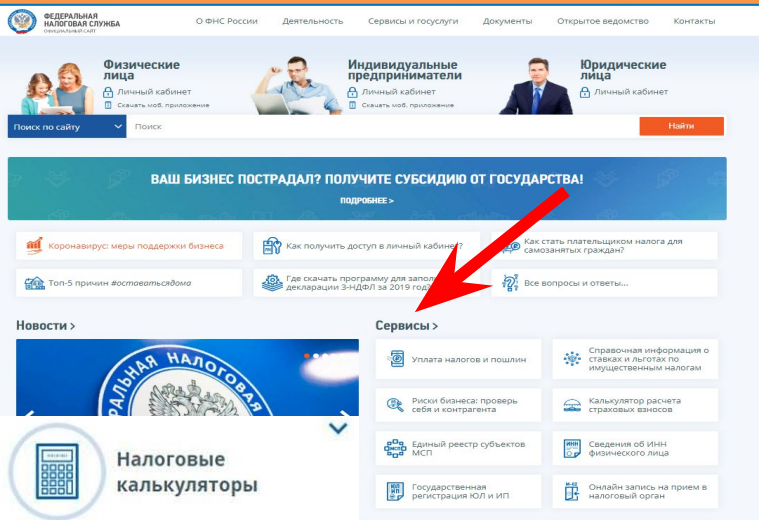 ФЕДЕРАЛЬНАЯ
НАЛОГОВАЯ СЛУЖБА
ОФИЦИАЛЬНЫЙ САЙТ
О ФНС России
Деятельность
Сервисы и госуслуги
Документы
Открытое ведомство
Контакты
Физические
лица
Личный кабинет
Скачать моб. приложение
Индивидуальные
предприниматели
Личный кабинет
Скачать моб. приложение
Юридические
лица
Личный кабинет
Поиск по сайту
Поиск
Найти
ВАШ БИЗНЕС ПОСТРАДАЛ? ПОЛУЧИТЕ СУБСИДИЮ ОТ ГОСУДАРСТВА!
ПОДРОБНЕЕ >
Коронавирус: меры поддержки бизнеса
Как получить доступ в личный кабинет?
Как стать плательщиком налога для
самозанятых граждан?
Топ-5 причин #оставатьсядома
Где скачать программу для запол
декларации 3-НДФЛ за 2019 год?
Все вопросы и ответы...
Новости >
Сервисы >
РАЛЬНАЯ НАЛОГОВА
Уплата налогов и пошлин
Справочная информация о
ставках и льготах по
имущественным налогам
Риски бизнеса: проверь
себя и контрагента
Калькулятор расчета
страховых взносов
Единый реестр субъектов
МСП
ИНН
Сведения об ИНН
физического лица
ЮЛ
ИП
Государственная
регистрация ЮЛ и ИП
Онлайн запись на прием в
налоговый орган
Налоговые
калькуляторы